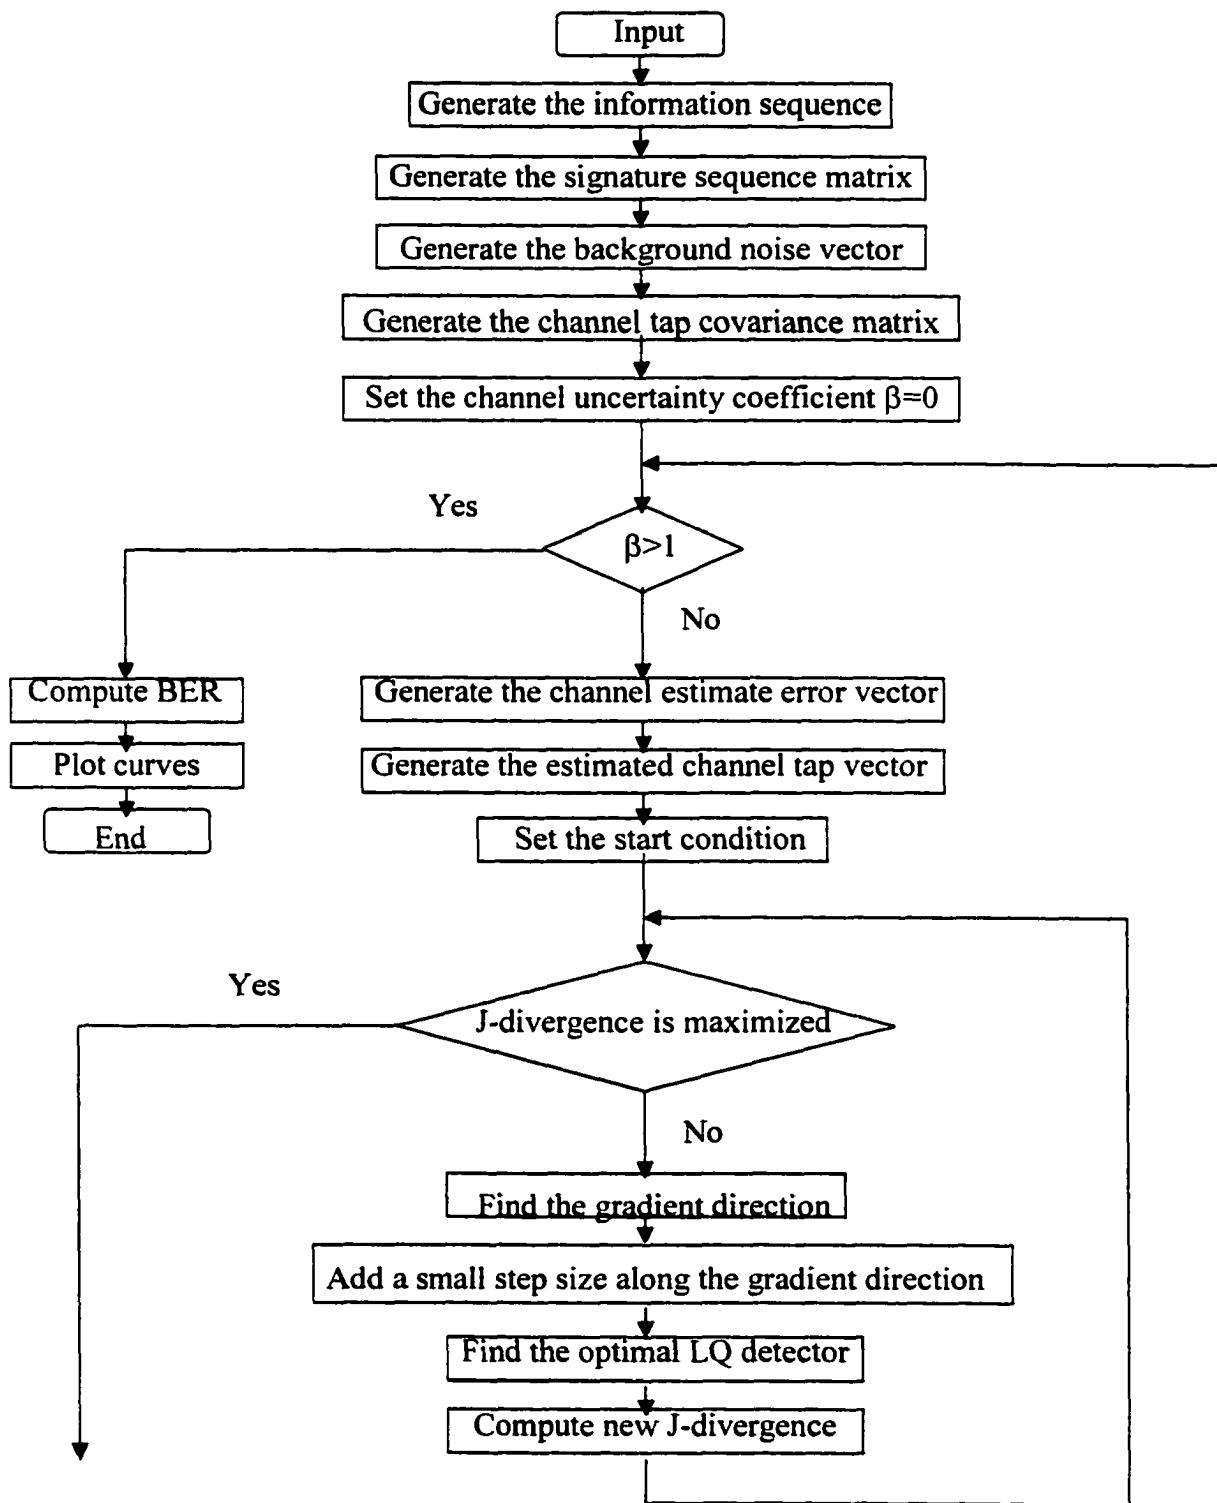 Input
Generate the information sequence
Generate the signature sequence matrix
Generate the background noise vector
Generate the channel tap covariance matrix
Set the channel uncertainty coefficient β=0
Yes
β>1
No
Compute BER
Plot curves
End
Generate the channel estimate error vector
Generate the estimated channel tap vector
Set the start condition
Yes
J-divergence is maximized
No
Find the gradient direction
Add a small step size along the gradient direction
Find the optimal LQ detector
Compute new J-divergence